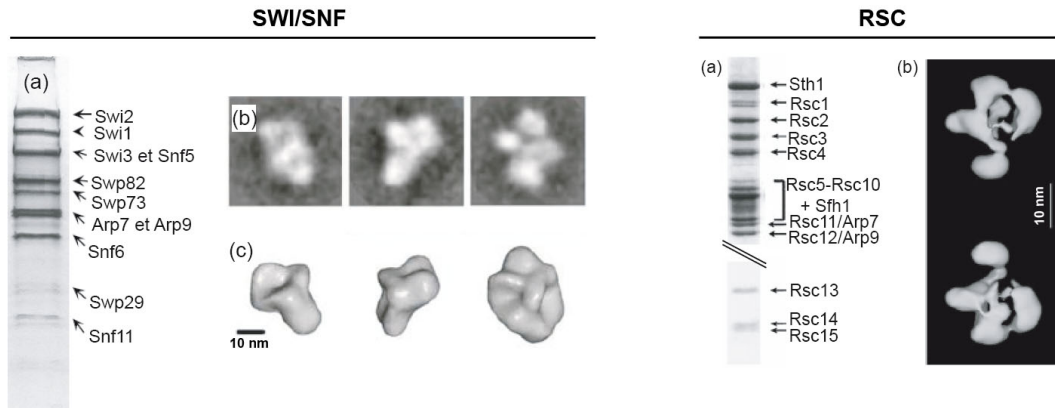 SWI/SNF
(a)
Swi2
Swi1
Swi3 et Snf5
Swp82
Swp73
Arp7 et Arp9
Snf6
Swp29
Snf11
(b)
(c)
10 nm
RSC
(a)
Sth1
Rsc1
Rsc2
Rsc3
Rsc4
Rsc5-Rsc10
+ Sfh1
Rsc11/Arp7
Rsc12/Arp9
Rsc13
Rsc14
Rsc15
(b)
10 nm